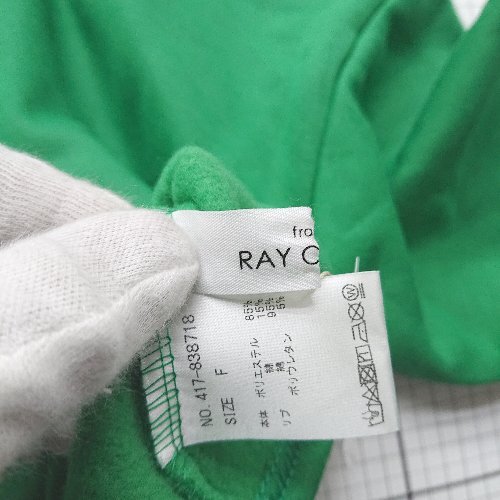 fro
RAY C
NO. 417-838718
SIZE F
本体 ポリエステル 85%
綿 15%
リブ 綿 95%
ポリウレタン 5%